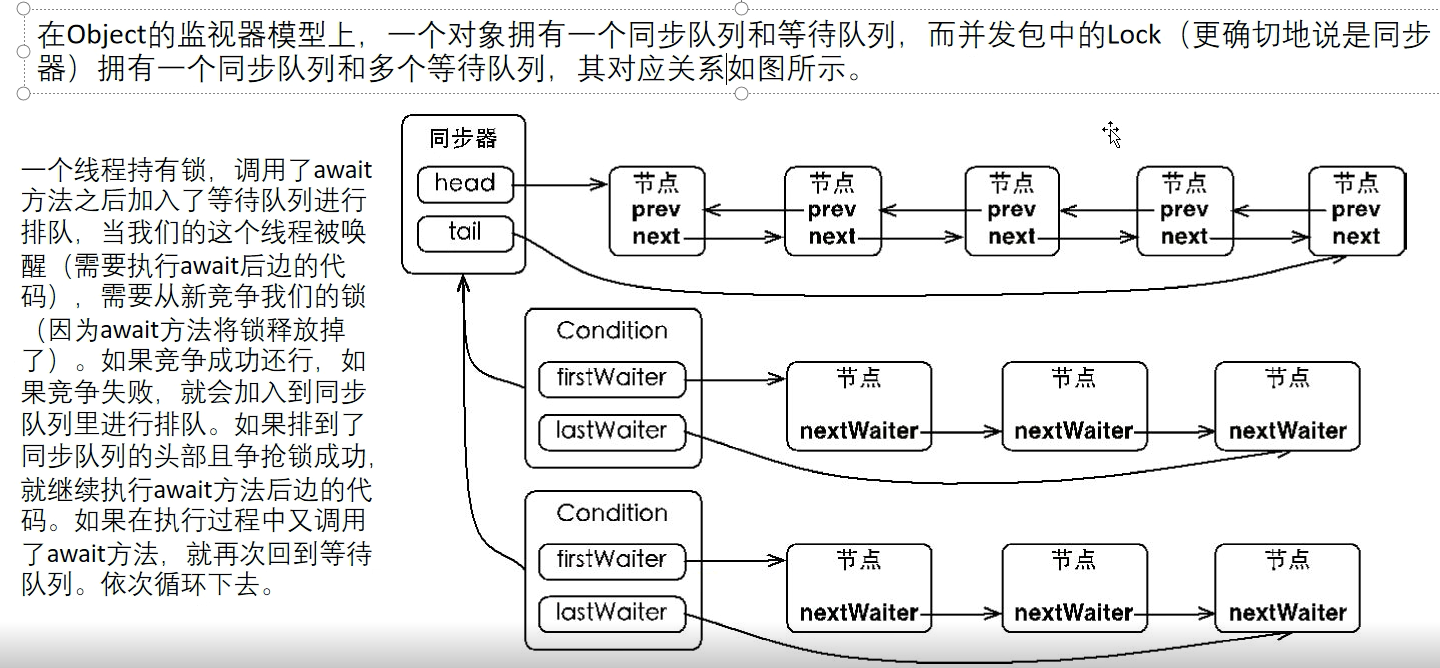 在Object的监视器模型上，一个对象拥有一个同步队列和等待队列，而并发包中的Lock（更确切地说是同步
器）拥有一个同步队列和多个等待队列，其对应关系如图所示。
一个线程持有锁，调用了await
方法之后加入了等待队列进行
排队，当我们的这个线程被唤
醒（需要执行await后边的代
码），需要从新竞争我们的锁
（因为await方法将锁释放掉
了）。如果竞争成功还行，如
果竞争失败，就会加入到同步
队列里进行排队。如果排到了
同步队列的头部且争抢锁成功,
就继续执行await方法后边的代
码。如果在执行过程中又调用
了await方法，就再次回到等待
队列。依次循环下去。
同步器
head
tail
节点 节点 节点 节点 节点
prev prev prev prev prev
next next next next next
Condition
firstWaiter
lastWaiter
节点 节点 节点
nextWaiter nextWaiter nextWaiter
Condition
firstWaiter
lastWaiter
节点 节点 节点
nextWaiter nextWaiter nextWaiter